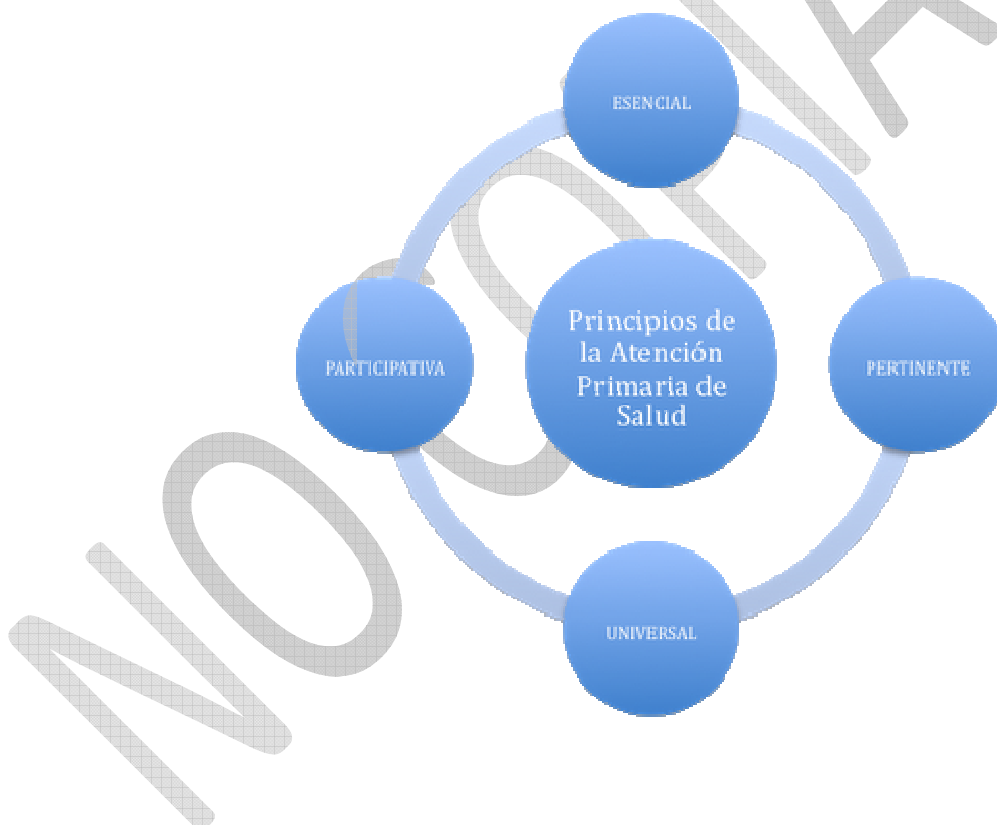 ESENCIAL
Principios de
la Atención
Primaria de
Salud
PARTICIPATIVA
PERTINENTE
UNIVERSAL
NO COPIA